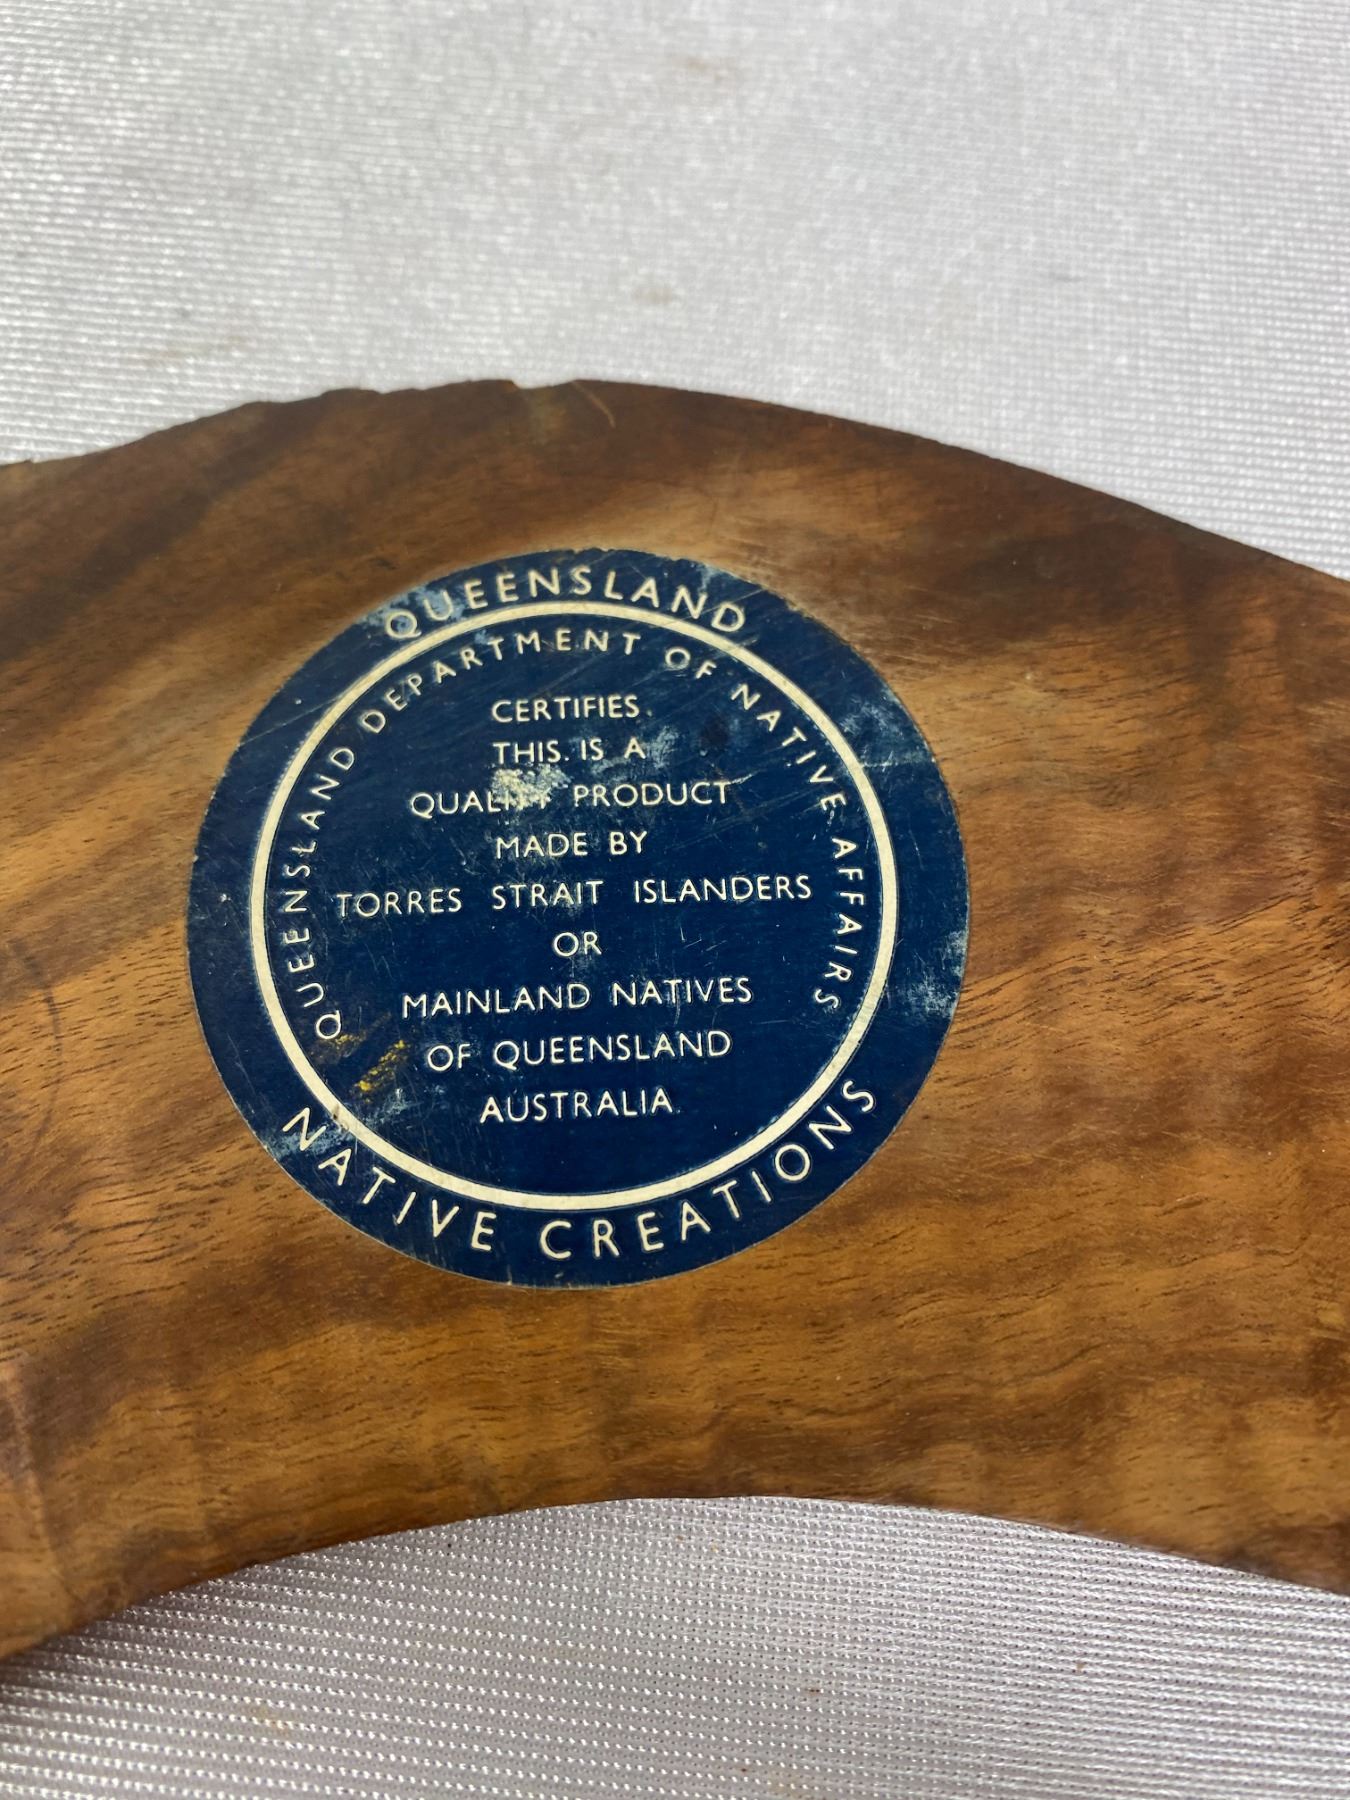 QUEENSLAND
QUEENSLAND DEPARTMENT OF NATIVE AFFAIRS
CERTIFIES
THIS IS A
QUALITY PRODUCT
MADE BY
TORRES STRAIT ISLANDERS
OR
MAINLAND NATIVES
OF QUEENSLAND
AUSTRALIA
NATIVE CREATIONS